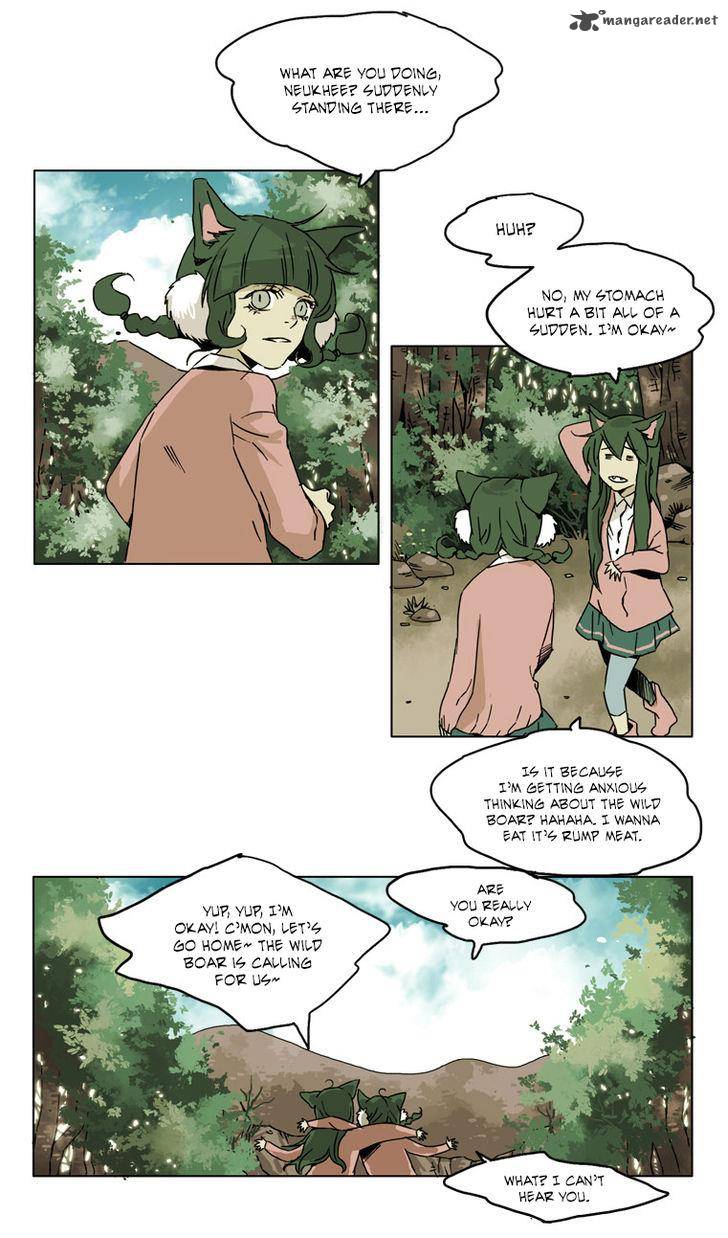 mangareader.net
WHAT ARE YOU DOING,
NEUKHEE? SUDDENLY
STANDING THERE...
HUH?
NO, MY STOMACH
HURT A BIT ALL OF A
SUDDEN. I'M OKAY~
IS IT BECAUSE
I'M GETTING ANXIOUS
THINKING ABOUT THE WILD
BOAR? HAHAHA. I WANNA
EAT IT'S RUMP MEAT.
ARE
YOU REALLY
OKAY?
YUP, YUP, I'M
OKAY! C'MON, LET'S
GO HOME~ THE WILD
BOAR IS CALLING
FOR US~
WHAT? I CAN'T
HEAR YOU.